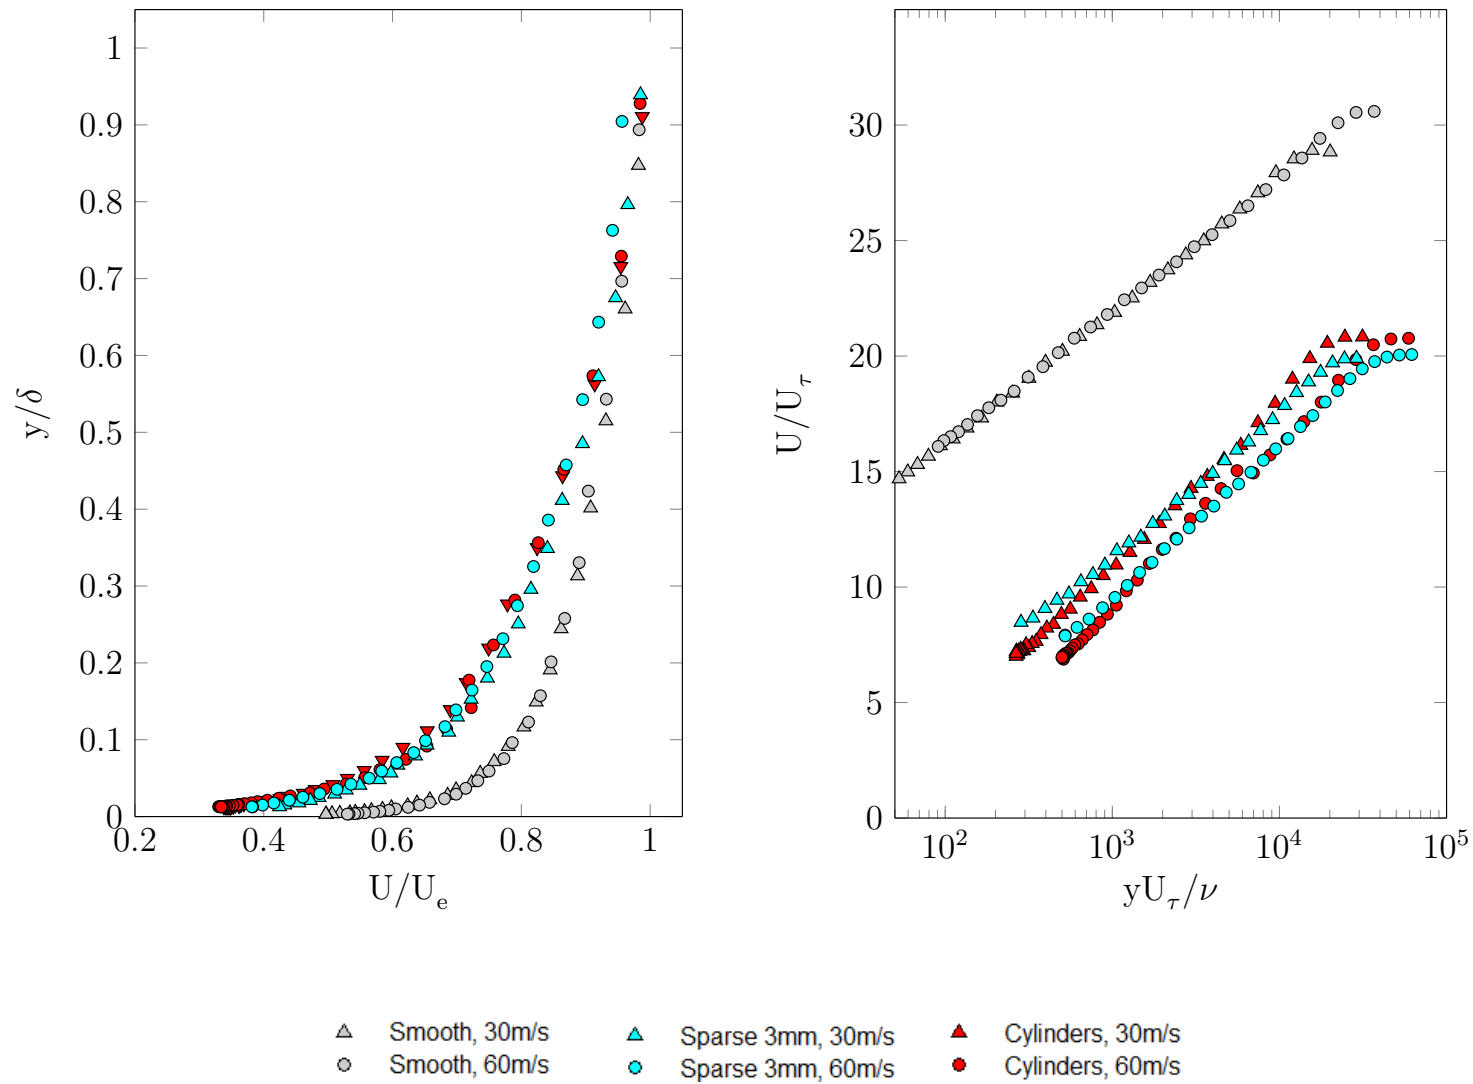 1
0.9
0.8
0.7
0.6
0.5
0.4
0.3
0.2
0.1
0
y/δ
0.2 0.4 0.6 0.8 1
U/Uₑ
30
25
20
15
10
5
0
U/U_τ
10² 10³ 10⁴ 10⁵
yU_τ/ν
Smooth, 30m/s Sparse 3mm, 30m/s Cylinders, 30m/s
Smooth, 60m/s Sparse 3mm, 60m/s Cylinders, 60m/s